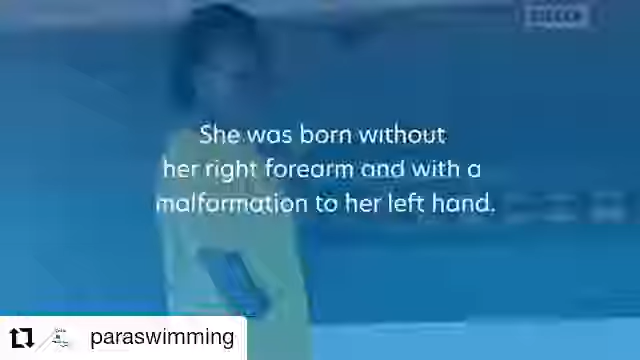 She was born without
her right forearm and with a
malformation to her left hand.
paraswimming